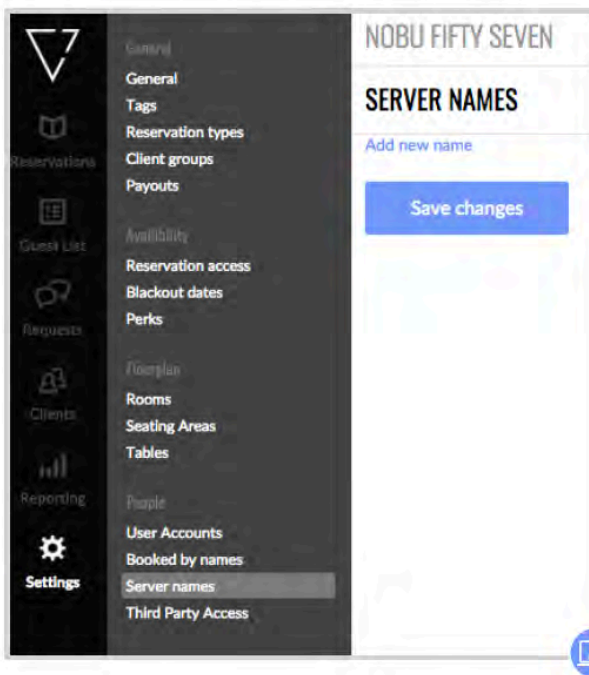 Reservations
Guest List
Requests
Clients
Reporting
Settings
General
General
Tags
Reservation types
Client groups
Payouts
Availibility
Reservation access
Blackout dates
Perks
Floorplan
Rooms
Seating Areas
Tables
People
User Accounts
Booked by names
Server names
Third Party Access
NOBU FIFTY SEVEN
SERVER NAMES
Add new name
Save changes